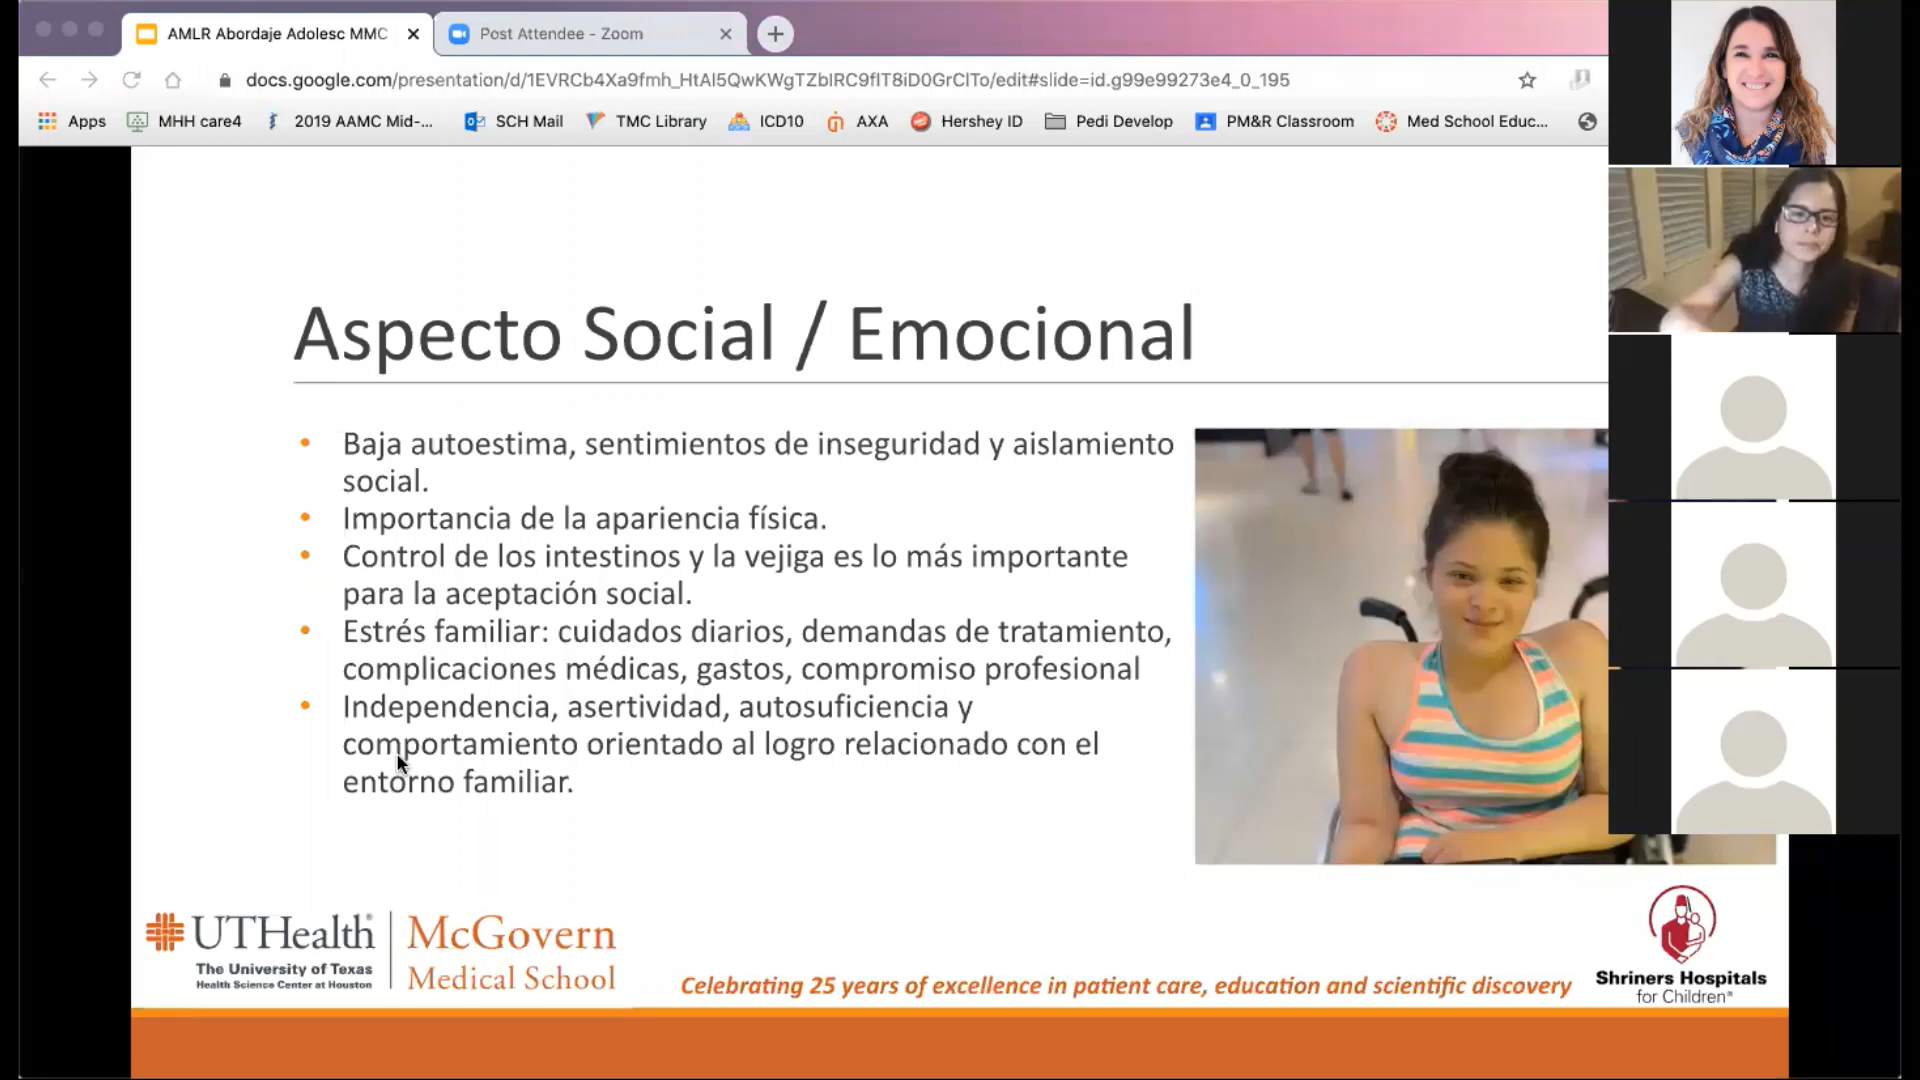 AMLR Abordaje Adolesc MMC
Post Attendee - Zoom
docs.google.com/presentation/d/1EVRCb4Xa9fmh_HtAI5QwKWgTZbIRC9fIT8iD0GrCITo/edit#slide=id.g99e99273e4_0_195
Apps MHH care4 2019 AAMC Mid-... SCH Mail TMC Library ICD10 AXA Hershey ID Pedi Develop PM&R Classroom Med School Educ...
Aspecto Social / Emocional
• Baja autoestima, sentimientos de inseguridad y aislamiento
social.
• Importancia de la apariencia física.
• Control de los intestinos y la vejiga es lo más importante
para la aceptación social.
• Estrés familiar: cuidados diarios, demandas de tratamiento,
complicaciones médicas, gastos, compromiso profesional
• Independencia, asertividad, autosuficiencia y
comportamiento orientado al logro relacionado con el
entorno familiar.
UTHealth®
The University of Texas
Health Science Center at Houston
McGovern
Medical School
Celebrating 25 years of excellence in patient care, education and scientific discovery
Shriners Hospitals
for Children®